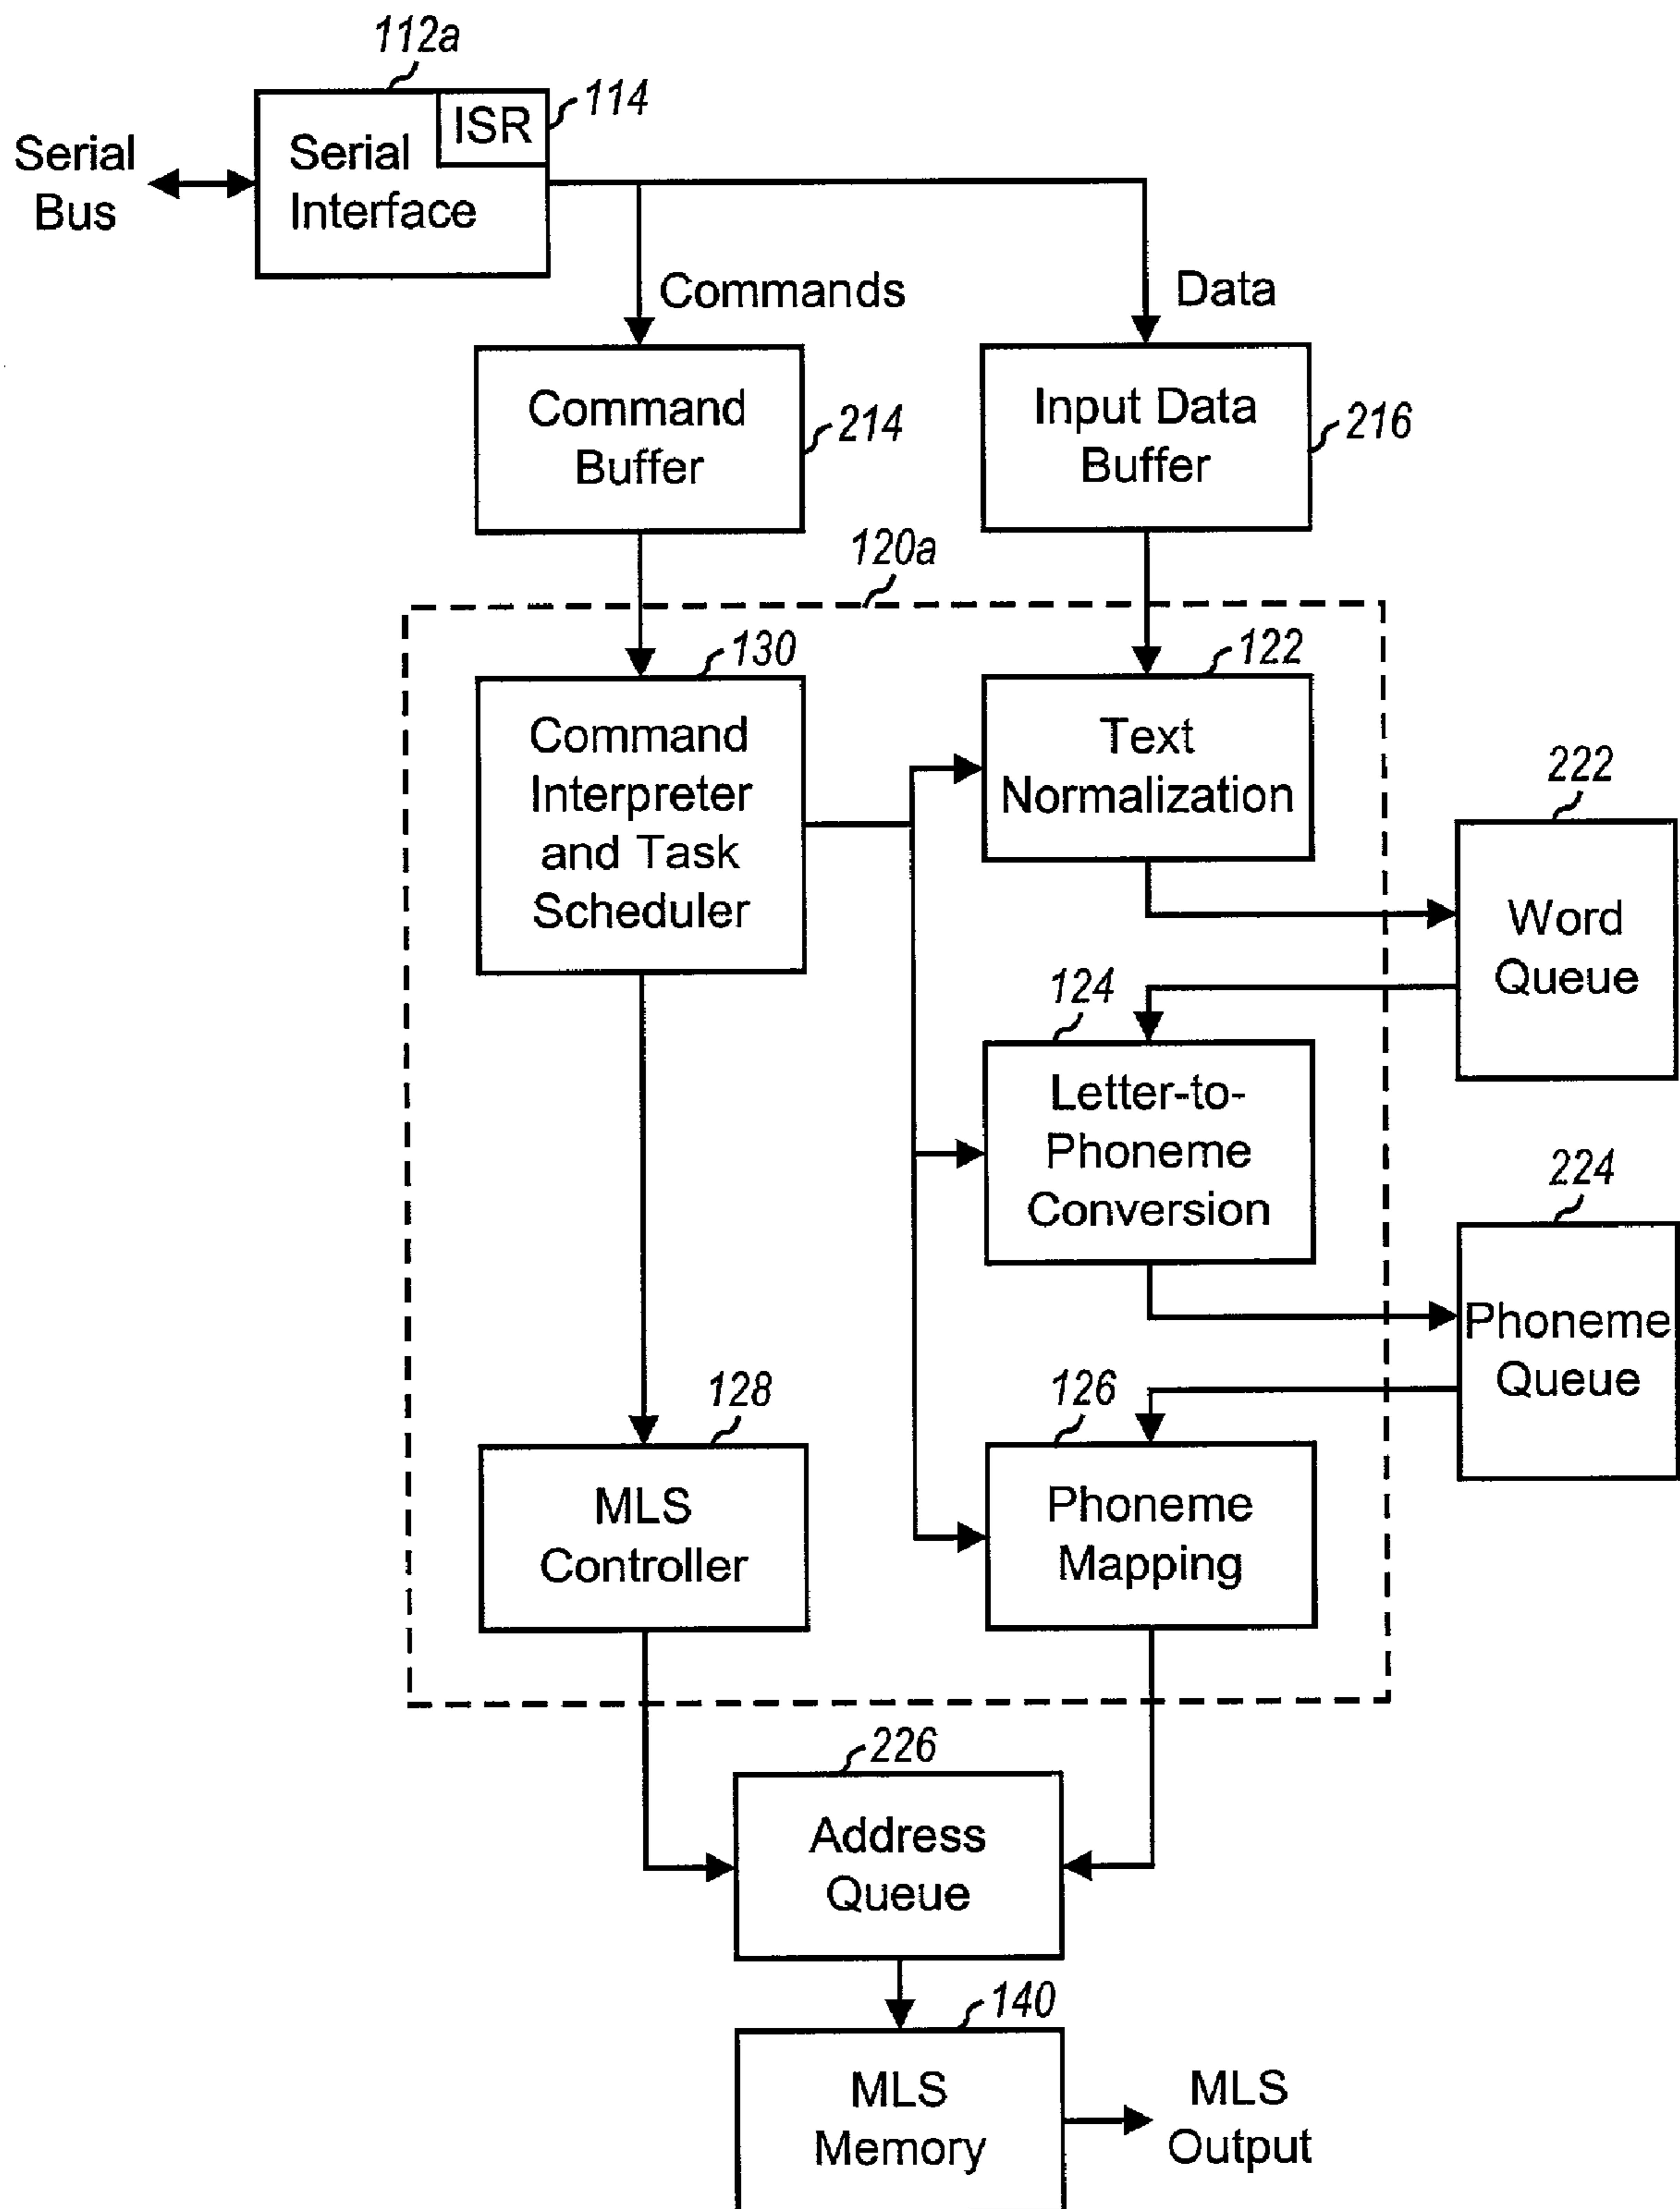 112a
ISR
114
Serial
Bus
Serial
Interface
Commands
Data
Command
Buffer
214
Input Data
Buffer
216
120a
130
Command
Interpreter
and Task
Scheduler
122
Text
Normalization
222
Word
Queue
124
Letter-to-
Phoneme
Conversion
224
Phoneme
Queue
128
MLS
Controller
126
Phoneme
Mapping
226
Address
Queue
140
MLS
Memory
MLS
Output